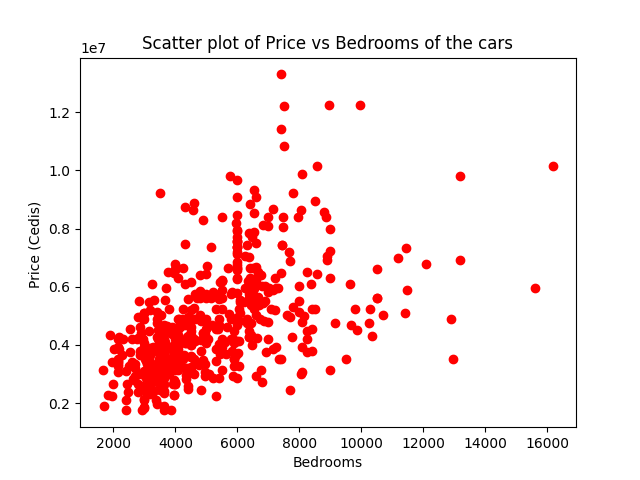 Scatter plot of Price vs Bedrooms of the cars
1e7
1.2
1.0
0.8
0.6
0.4
0.2
Price (Cedis)
2000 4000 6000 8000 10000 12000 14000 16000
Bedrooms